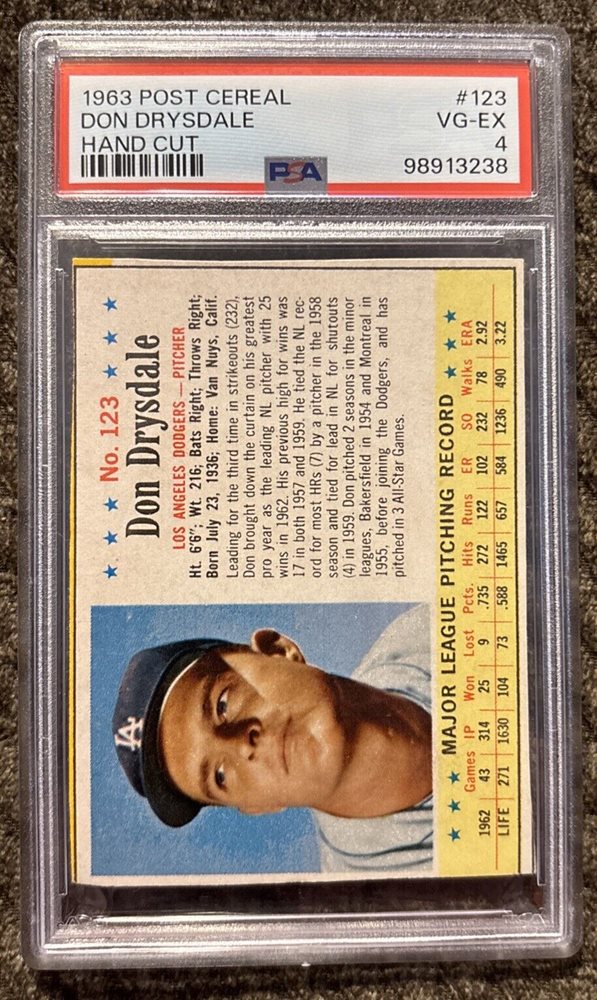 1963 POST CEREAL #123
DON DRYSDALE VG-EX
HAND CUT 4
PSA 98913238
★ ★ ★ No. 123 ★ ★ ★
Don Drysdale
LOS ANGELES DODGERS — PITCHER
Ht. 6'6"; Wt. 216; Bats Right; Throws Right;
Born July 23, 1936; Home: Van Nuys, Calif.
Leading for the third time in strikeouts (232),
Don brought down the curtain on his greatest
pro year as the leading NL pitcher with 25
wins in 1962. His previous high for wins was
17 in both 1957 and 1959. He tied the NL rec-
ord for most HRs (7) by a pitcher in the 1958
season and tied for lead in NL for shutouts
(4) in 1959. Don pitched 2 seasons in the minor
leagues, Bakersfield in 1954 and Montreal in
1955, before joining the Dodgers, and has
pitched in 3 All-Star Games.
LA
★ ★ ★ MAJOR LEAGUE PITCHING RECORD ★ ★ ★
Games IP Won Lost Pcts. Hits Runs ER SO Walks ERA
1962 43 314 25 9 .735 272 122 102 232 78 2.92
LIFE 271 1630 104 73 .588 1465 657 584 1236 490 3.22